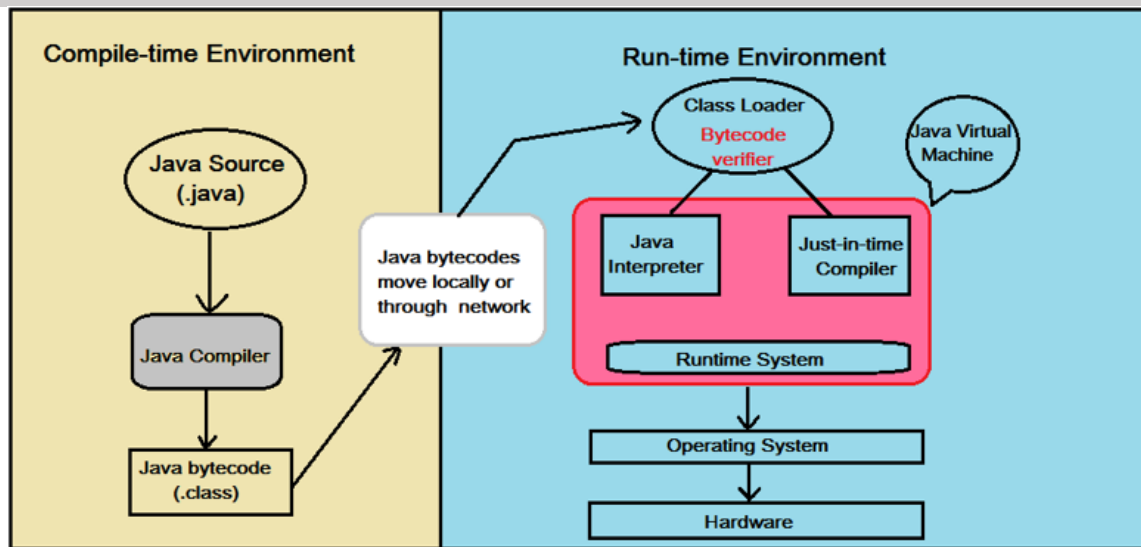 Compile-time Environment
Java Source
(.java)
Java Compiler
Java bytecode
(.class)
Java bytecodes
move locally or
through network
Run-time Environment
Class Loader
Bytecode
verifier
Java Virtual
Machine
Java
Interpreter
Just-in-time
Compiler
Runtime System
Operating System
Hardware